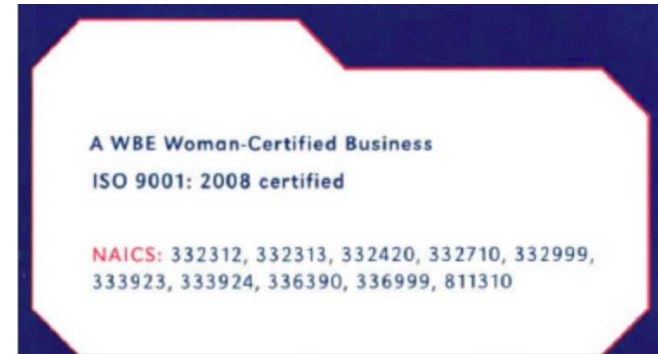 A WBE Woman-Certified Business
ISO 9001: 2008 certified
NAICS: 332312, 332313, 332420, 332710, 332999,
333923, 333924, 336390, 336999, 811310